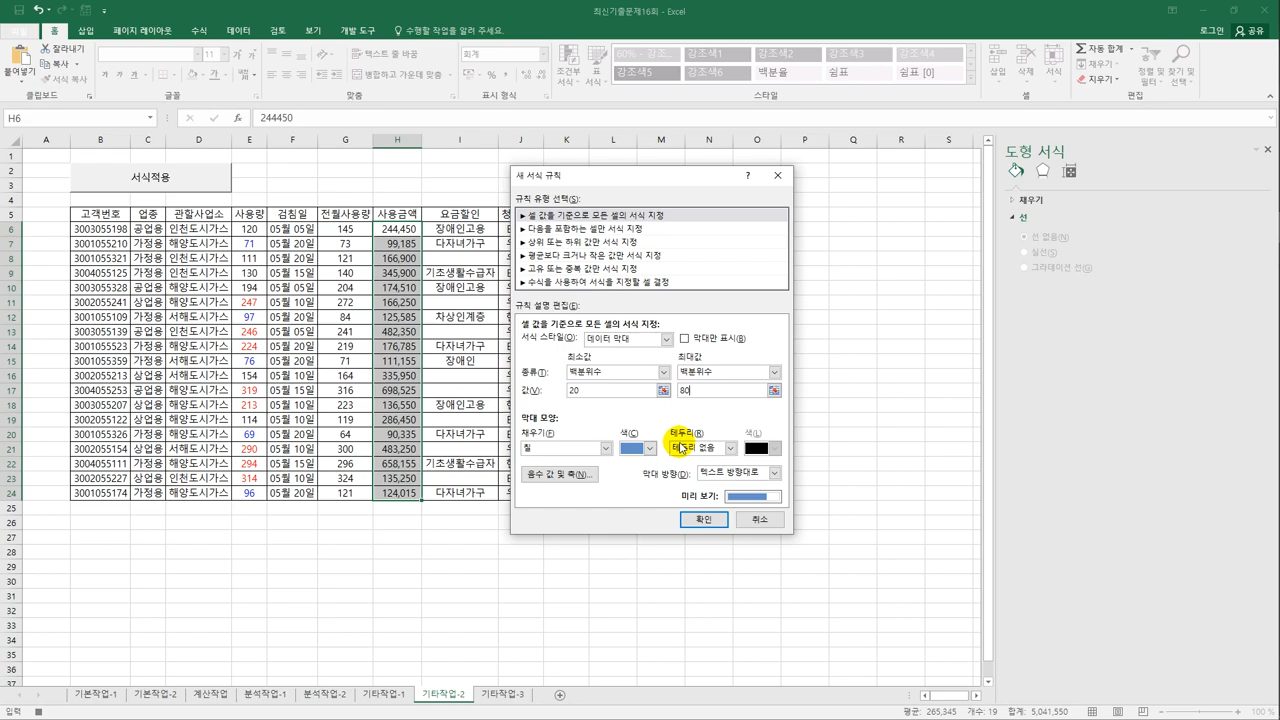 최신기출문제16회 - Excel
홈 삽입 페이지 레이아웃 수식 데이터 검토 보기 개발 도구 수행할 작업을 알려 주세요. 로그인 공유
붙여넣기 잘라내기 복사 서식 복사 클립보드
11 가 가 가 글꼴
텍스트 줄 바꿈 병합하고 가운데 맞춤 맞춤
회계 % 표시 형식
조건부 서식 표 서식
60% - 강조... 강조색1 강조색2 강조색3 강조색4
강조색5 강조색6 백분율 쉼표 쉼표 [0]
스타일
삽입 삭제 서식 셀
자동 합계 채우기 지우기 정렬 및 필터 찾기 및 선택 편집
H6 fx 244450
A B C D E F G H I J K L M N O P Q R S
서식적용
고객번호 업종 관할사업소 사용량 검침일 전월사용량 사용금액 요금할인 청
6 3003055198 공업용 인천도시가스 120 05월 05일 145 244,450 장애인고용
7 3001055210 가정용 해양도시가스 71 05월 20일 73 99,185 다자녀가구
8 3001055321 가정용 해양도시가스 111 05월 20일 123 166,900
9 3004055125 공업용 인천도시가스 130 05월 15일 140 345,900 기초생활수급자
10 3003055328 상업용 해양도시가스 194 05월 05일 204 174,510 장애인고용
11 3002055241 상업용 인천도시가스 247 05월 10일 272 166,250
12 3001055109 가정용 서해도시가스 97 05월 20일 84 125,585 차상위계층
13 3003055139 공업용 인천도시가스 246 05월 05일 241 482,350
14 3001055523 가정용 해양도시가스 224 05월 20일 219 176,785 다자녀가구
15 3001055359 가정용 서해도시가스 76 05월 20일 71 111,155 장애인
16 3002055216 상업용 서해도시가스 154 05월 10일 164 335,950
17 3004055253 공업용 해양도시가스 319 05월 15일 316 698,525
18 3003055207 상업용 인천도시가스 213 05월 10일 223 136,550 장애인고용
19 3002055122 상업용 해양도시가스 114 05월 10일 119 286,450
20 3001055326 가정용 인천도시가스 69 05월 20일 64 90,335 다자녀가구
21 3002055154 상업용 서해도시가스 290 05월 10일 300 483,250
22 3004055111 가정용 서해도시가스 294 05월 15일 296 658,155 기초생활수급자
23 3002055227 상업용 해양도시가스 314 05월 10일 324 135,250
24 3001055174 가정용 해양도시가스 96 05월 20일 121 124,015 다자녀가구
새 서식 규칙
규칙 유형 선택(S):
► 셀 값을 기준으로 모든 셀의 서식 지정
► 다음을 포함하는 셀만 서식 지정
► 상위 또는 하위 값만 서식 지정
► 평균보다 크거나 작은 값만 서식 지정
► 고유 또는 중복 값만 서식 지정
► 수식을 사용하여 서식을 지정할 셀 결정
규칙 설명 편집(E):
셀 값을 기준으로 모든 셀의 서식 지정:
서식 스타일(O): 데이터 막대 막대만 표시(B)
최소값 최대값
종류(T): 백분위수 백분위수
값(V): 20 80
막대 모양:
채우기(F) 색(C) 테두리(R) 색(L)
칠 테두리 없음
음수 값 및 축(N)... 막대 방향(D): 텍스트 방향대로
미리 보기:
확인 취소
도형 서식
채우기
선
선 없음(N)
실선(S)
그라데이션 선(G)
기본작업-1 기본작업-2 계산작업 분석작업-1 분석작업-2 기타작업-1 기타작업-2 기타작업-3
입력 평균: 265,345 개수: 19 합계: 5,041,550 100 %